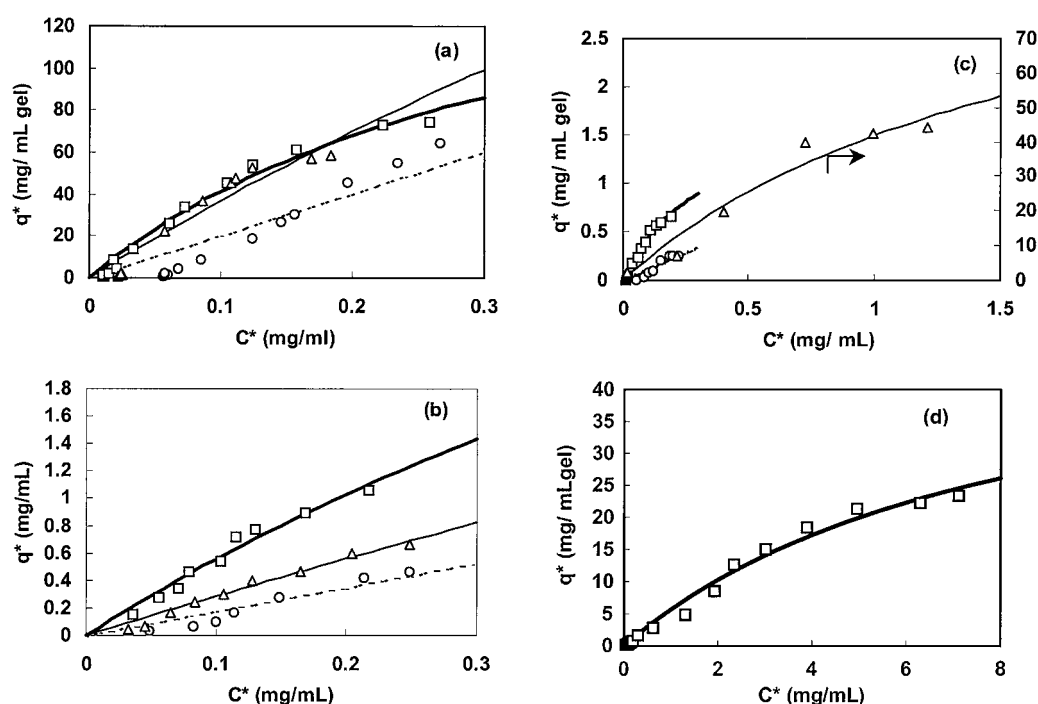 (a)
120
100
80
60
40
20
0
q* (mg/ mL gel)
0 0.1 0.2 0.3
C* (mg/ml)
(c)
2.5
2
1.5
1
0.5
0
q* (mg/ mL gel)
70
60
50
40
30
20
10
0
0 0.5 1 1.5
C* (mg/ mL)
(b)
1.8
1.6
1.4
1.2
1
0.8
0.6
0.4
0.2
0
q* (mg/mL)
0 0.1 0.2 0.3
C* (mg/mL)
(d)
40
35
30
25
20
15
10
5
0
q* (mg/ mLgel)
0 2 4 6 8
C* (mg/mL)